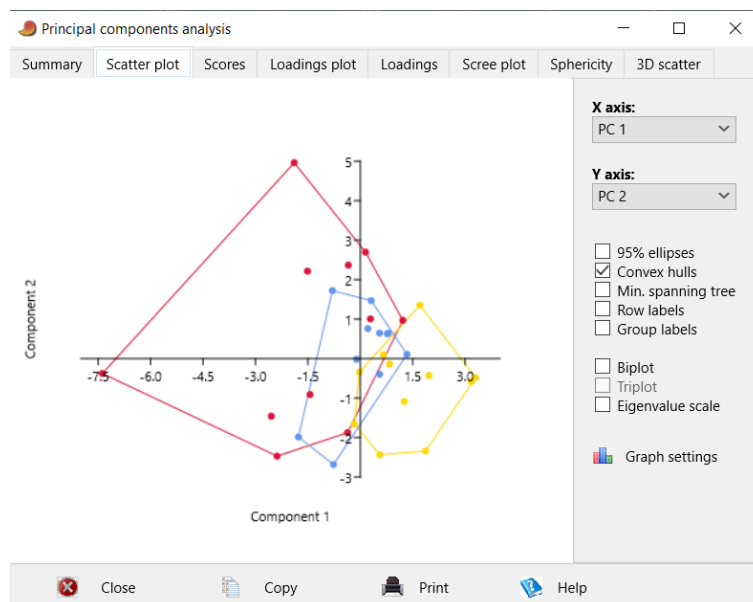 Principal components analysis
Summary Scatter plot Scores Loadings plot Loadings Scree plot Sphericity 3D scatter
X axis:
PC 1
Y axis:
PC 2
95% ellipses
Convex hulls
Min. spanning tree
Row labels
Group labels
Biplot
Triplot
Eigenvalue scale
Graph settings
Component 2
5
4
3
2
1
-7.5 -6.0 -4.5 -3.0 -1.5 1.5 3.0
-1
-2
-3
Component 1
Close Copy Print Help